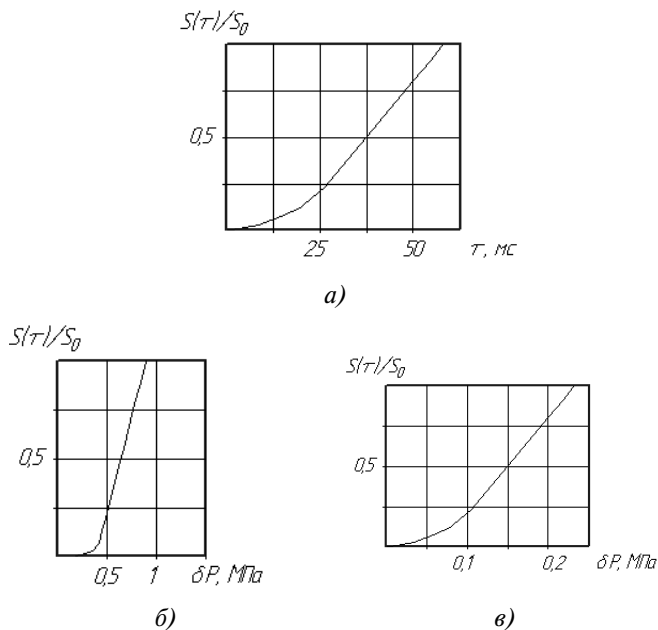 S(τ)/S₀
0,5
25 50 τ, мс
а)
S(τ)/S₀
0,5
0,5 1 δP, МПа
б)
S(τ)/S₀
0,5
0,1 0,2 δP, МПа
в)